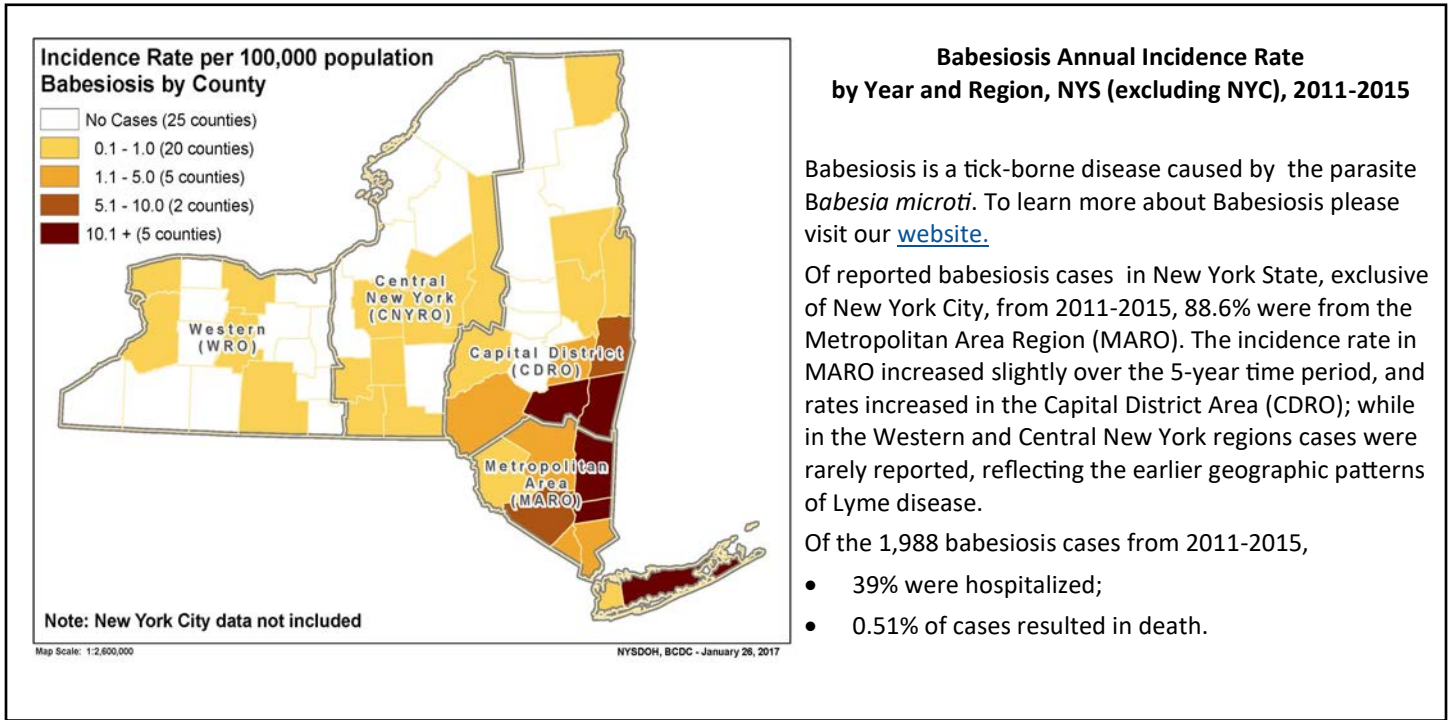 Incidence Rate per 100,000 population
Babesiosis by County
No Cases (25 counties)
0.1 - 1.0 (20 counties)
1.1 - 5.0 (5 counties)
5.1 - 10.0 (2 counties)
10.1 + (5 counties)
Central
New York
(CNYRO)
Western
(WRO)
Capital District
(CDRO)
Metropolitan
Area
(MARO)
Note: New York City data not included
Map Scale: 1:2,600,000
NYSDOH, BCDC - January 26, 2017
Babesiosis Annual Incidence Rate
by Year and Region, NYS (excluding NYC), 2011-2015
Babesiosis is a tick-borne disease caused by the parasite
Babesia microti. To learn more about Babesiosis please
visit our website.
Of reported babesiosis cases in New York State, exclusive
of New York City, from 2011-2015, 88.6% were from the
Metropolitan Area Region (MARO). The incidence rate in
MARO increased slightly over the 5-year time period, and
rates increased in the Capital District Area (CDRO); while
in the Western and Central New York regions cases were
rarely reported, reflecting the earlier geographic patterns
of Lyme disease.
Of the 1,988 babesiosis cases from 2011-2015,
• 39% were hospitalized;
• 0.51% of cases resulted in death.